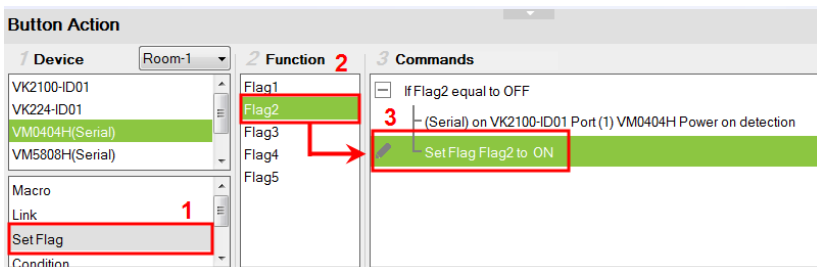 Button Action
1 Device Room-1 2 Function 2 3 Commands
VK2100-ID01
VK224-ID01
VM0404H(Serial)
VM5808H(Serial)
Macro
Link 1
Set Flag
Condition
Flag1
Flag2
Flag3
Flag4
Flag5
If Flag2 equal to OFF
3 (Serial) on VK2100-ID01 Port (1) VM0404H Power on detection
Set Flag Flag2 to ON